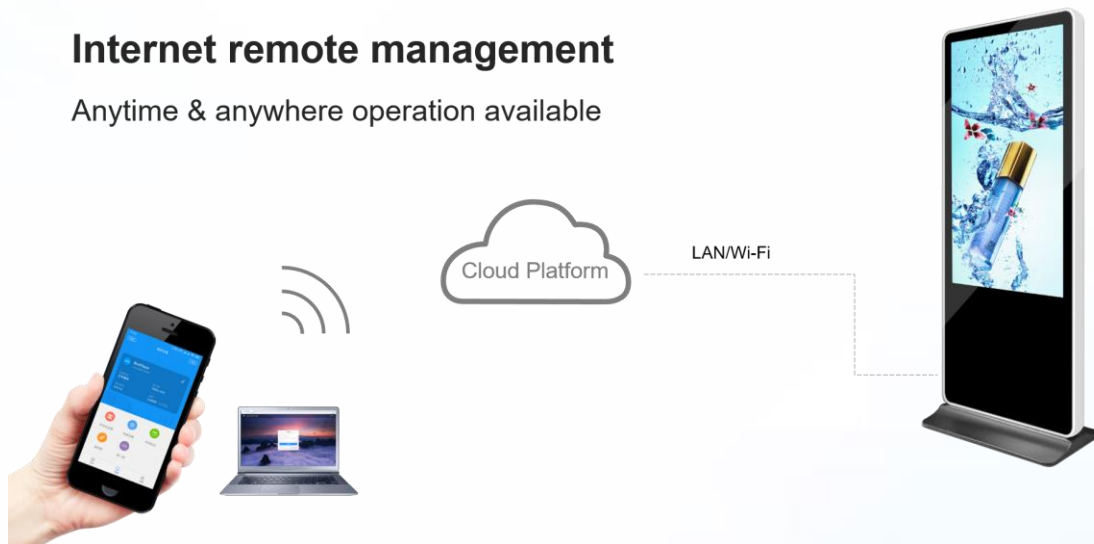 Internet remote management
Anytime & anywhere operation available
LAN/Wi-Fi
Cloud Platform